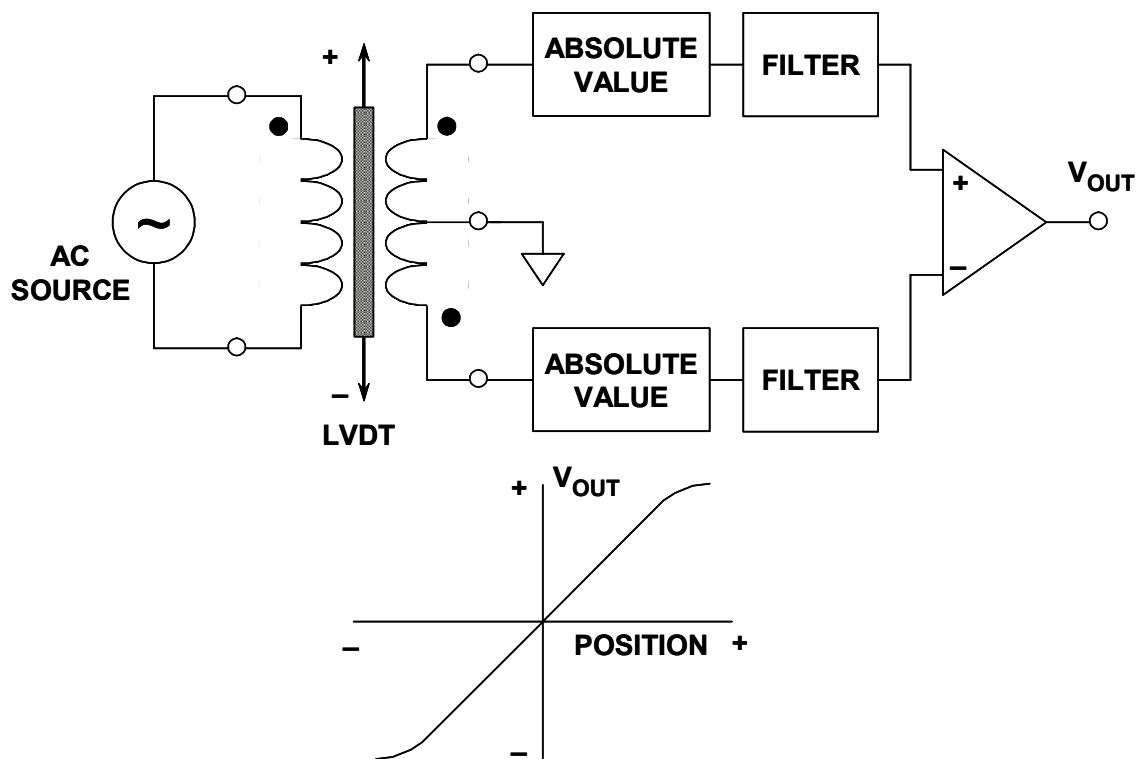 ABSOLUTE
VALUE
FILTER
+
AC
SOURCE
~
+
–
V_OUT
–
LVDT
ABSOLUTE
VALUE
FILTER
+
V_OUT
–
POSITION
+
–